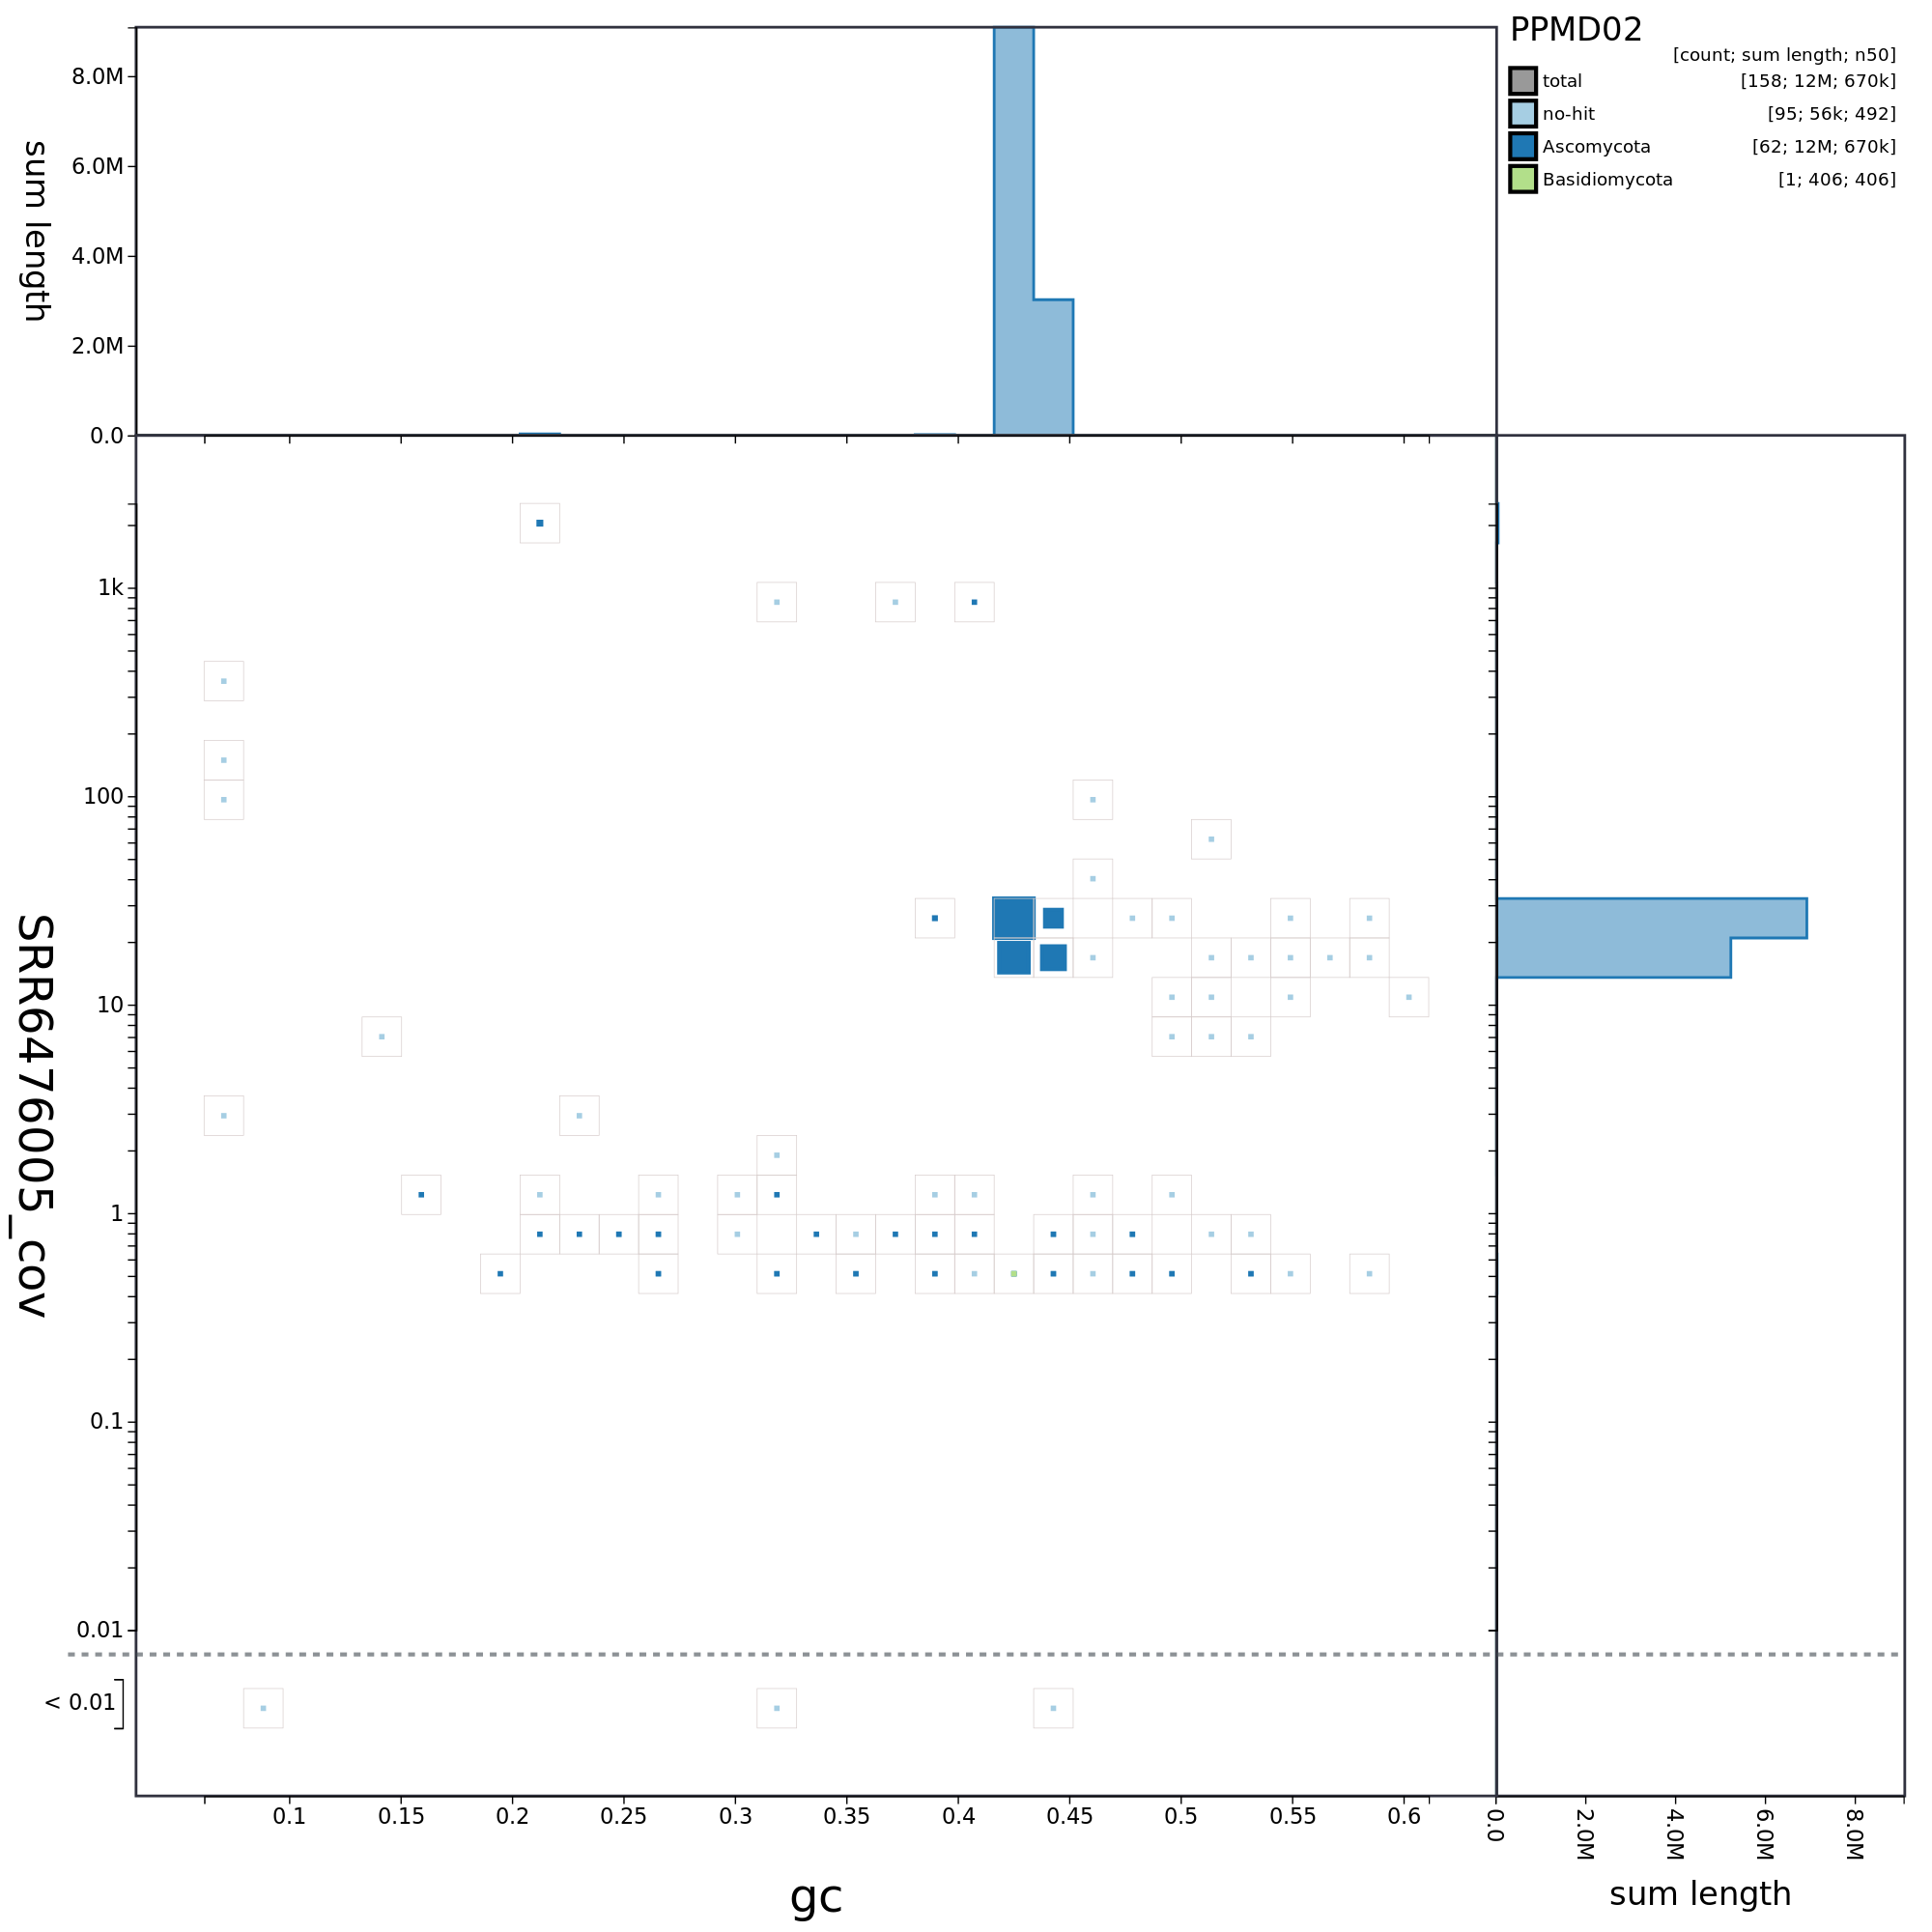 PPMD02
[count; sum length; n50]
total [158; 12M; 670k]
no-hit [95; 56k; 492]
Ascomycota [62; 12M; 670k]
Basidiomycota [1; 406; 406]
sum length
8.0M
6.0M
4.0M
2.0M
0.0
SRR6476005_cov
1k
100
10
1
0.1
0.01
< 0.01
0.1 0.15 0.2 0.25 0.3 0.35 0.4 0.45 0.5 0.55 0.6
gc
0.0 2.0M 4.0M 6.0M 8.0M
sum length